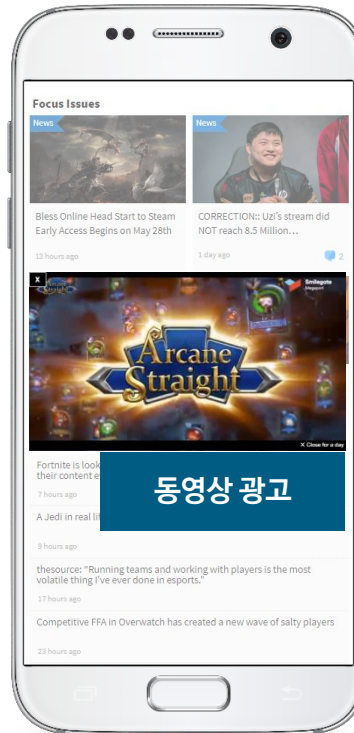 Focus Issues
News
News
Bless Online Head Start to Steam
Early Access Begins on May 28th
13 hours ago
CORRECTION:: Uzi's stream did
NOT reach 8.5 Million...
1 day ago
2
X
Smilegate
Megaport
Arcane
Straight
X Close for a day
Fortnite is look
their content e
7 hours ago
동영상 광고
A Jedi in real li
9 hours ago
thesource: "Running teams and working with players is the most
volatile thing I've ever done in esports."
17 hours ago
Competitive FFA in Overwatch has created a new wave of salty players
23 hours ago